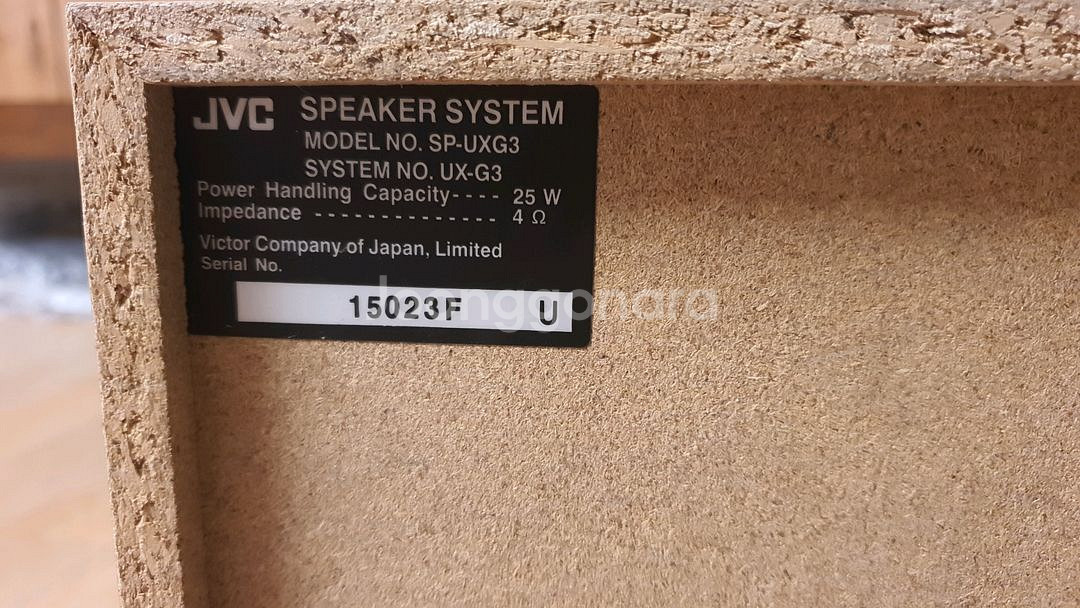 JVC SPEAKER SYSTEM
MODEL NO. SP-UXG3
SYSTEM NO. UX-G3
Power Handling Capacity---- 25 W
Impedance -------------- 4 Ω
Victor Company of Japan, Limited
Serial No.
15023F U
joonggonara